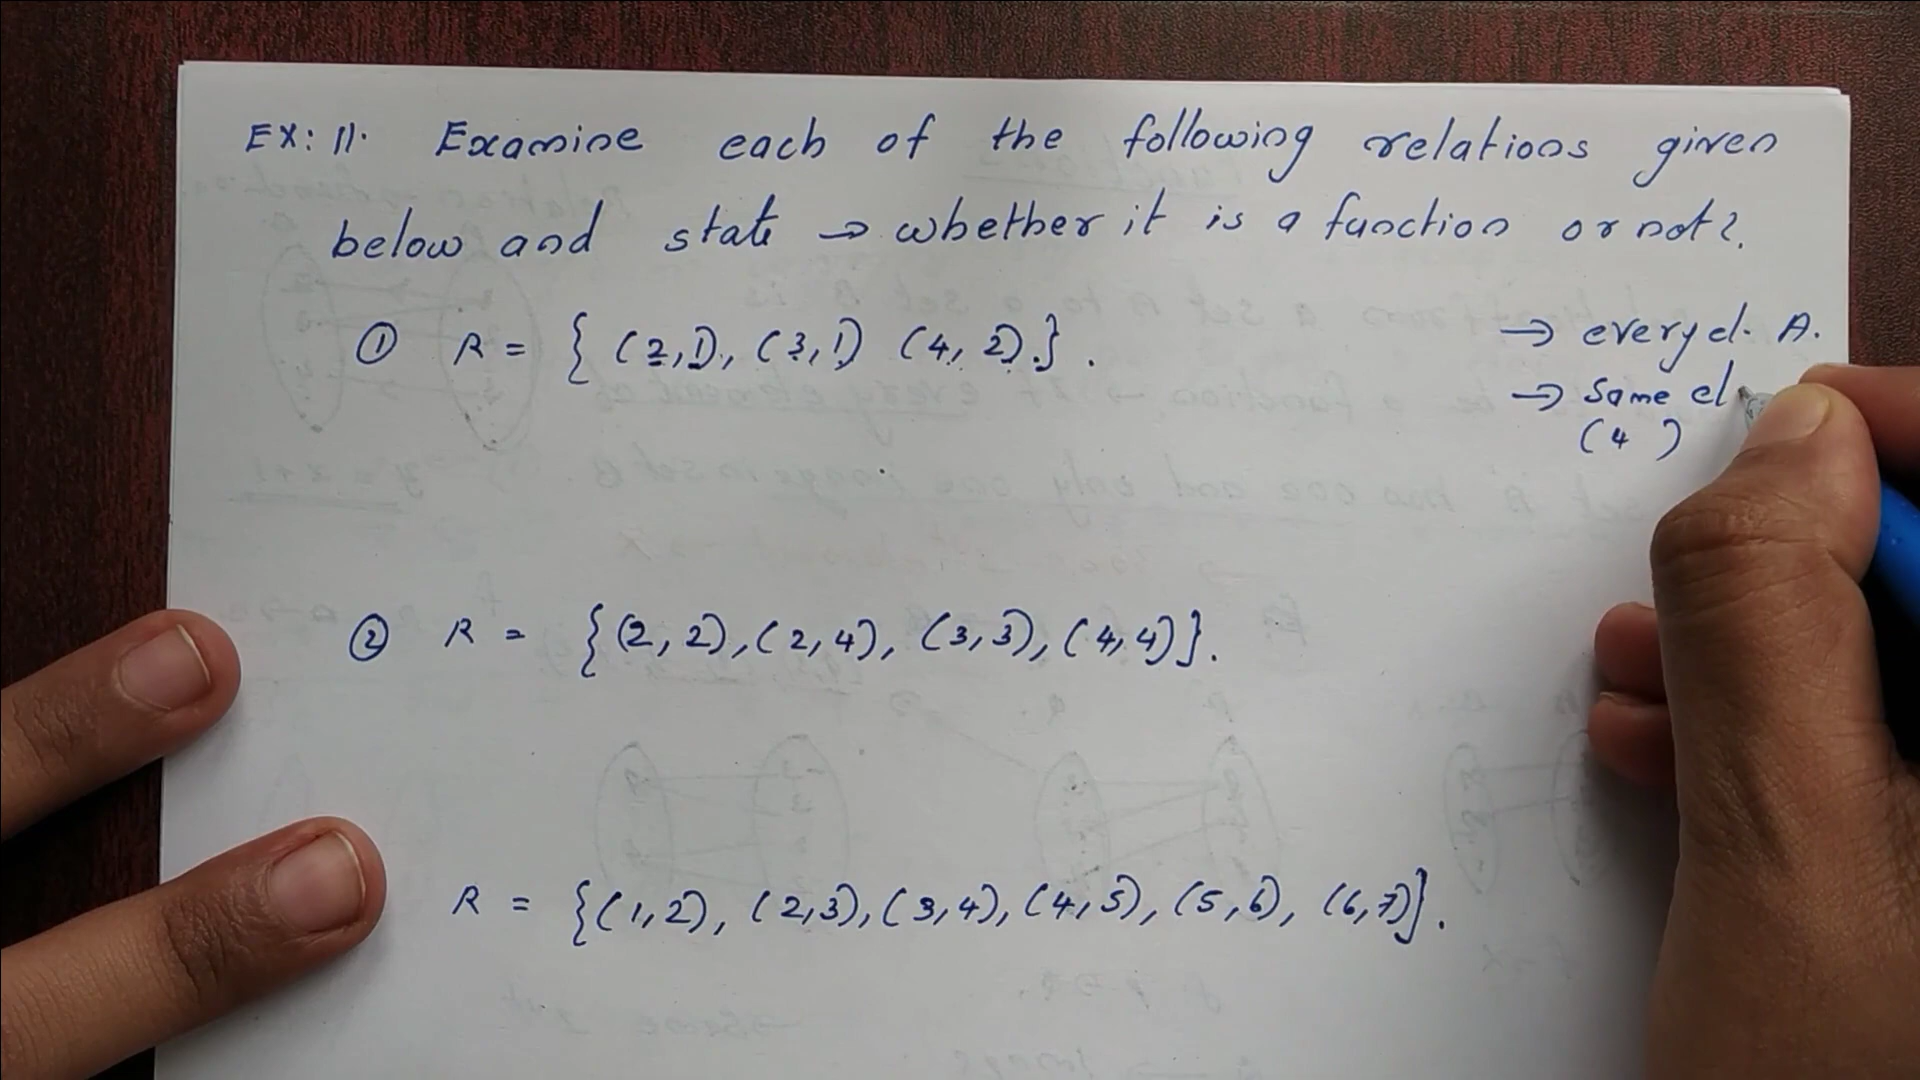 EX: 11. Examine each of the following relations given
below and state → whether it is a function or not?.
① R = { (2,1), (3,1) (4, 2).}.
→ every el. A.
→ Same el
(4 )
② R = {(2, 2), (2, 4), (3, 3), (4, 4)}.
R = {(1, 2), (2,3), (3, 4), (4, 5), (5, 6), (6, 7)}.